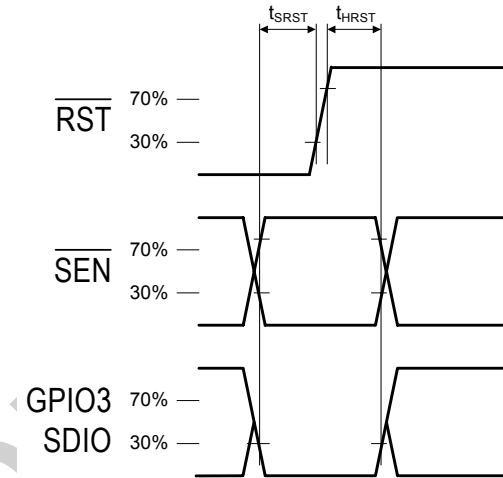 tSRST tHRST
RST 70%
30%
SEN 70%
30%
GPIO3 70%
SDIO 30%